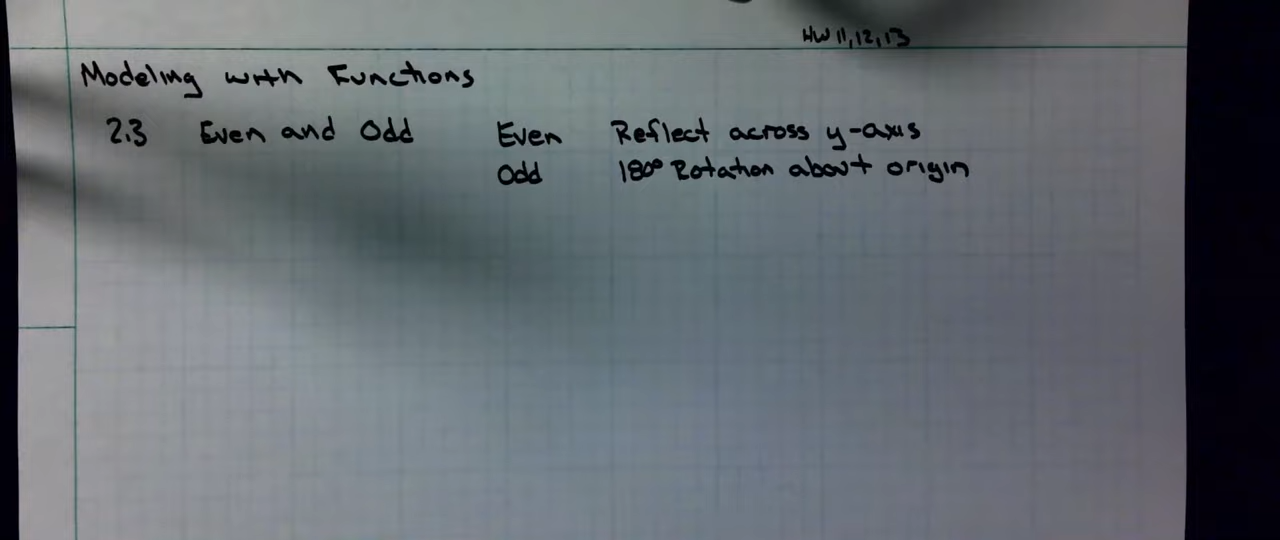 HW 11, 12, 13
Modeling with Functions
2.3 Even and Odd Even Reflect across y-axis
Odd 180° Rotation about origin